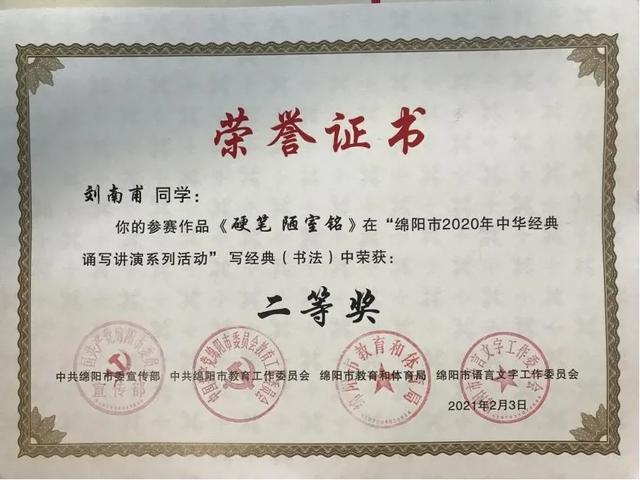 荣誉证书
刘南甫 同学：
你的参赛作品《硬笔 陋室铭》在“绵阳市2020年中华经典
诵写讲演系列活动” 写经典（书法）中荣获：
二等奖
中共绵阳市委宣传部 中共绵阳市教育工作委员会 绵阳市教育和体育局 绵阳市语言文字工作委员会
2021年2月3日